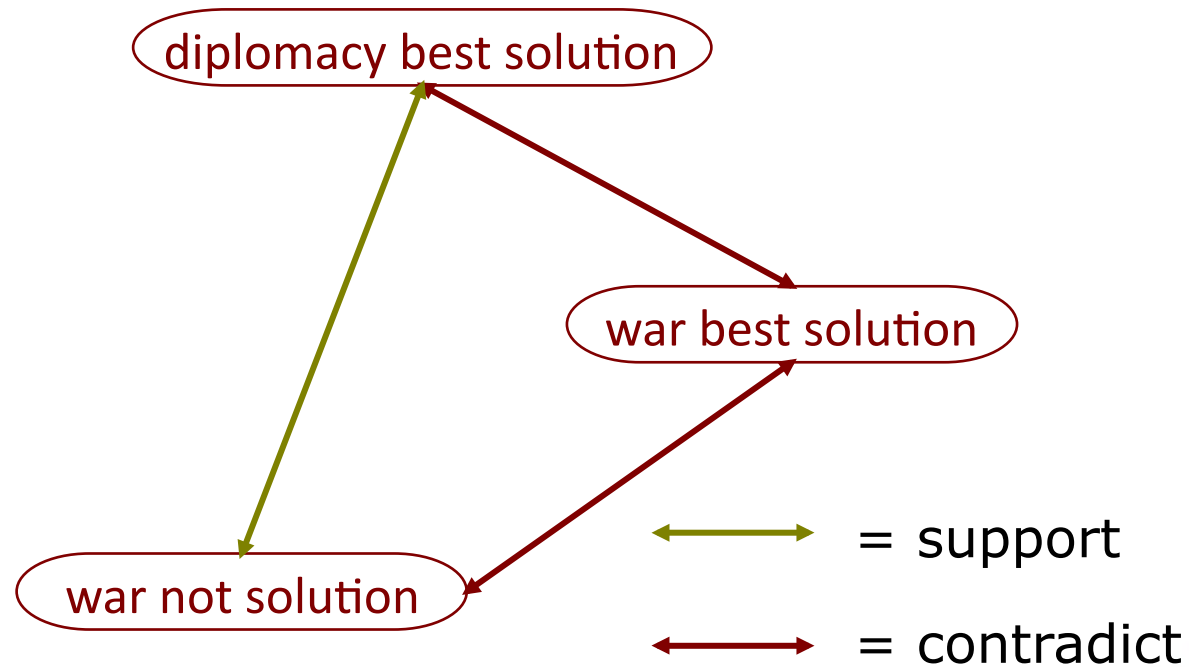 diplomacy best solution
war best solution
war not solution
= support
= contradict